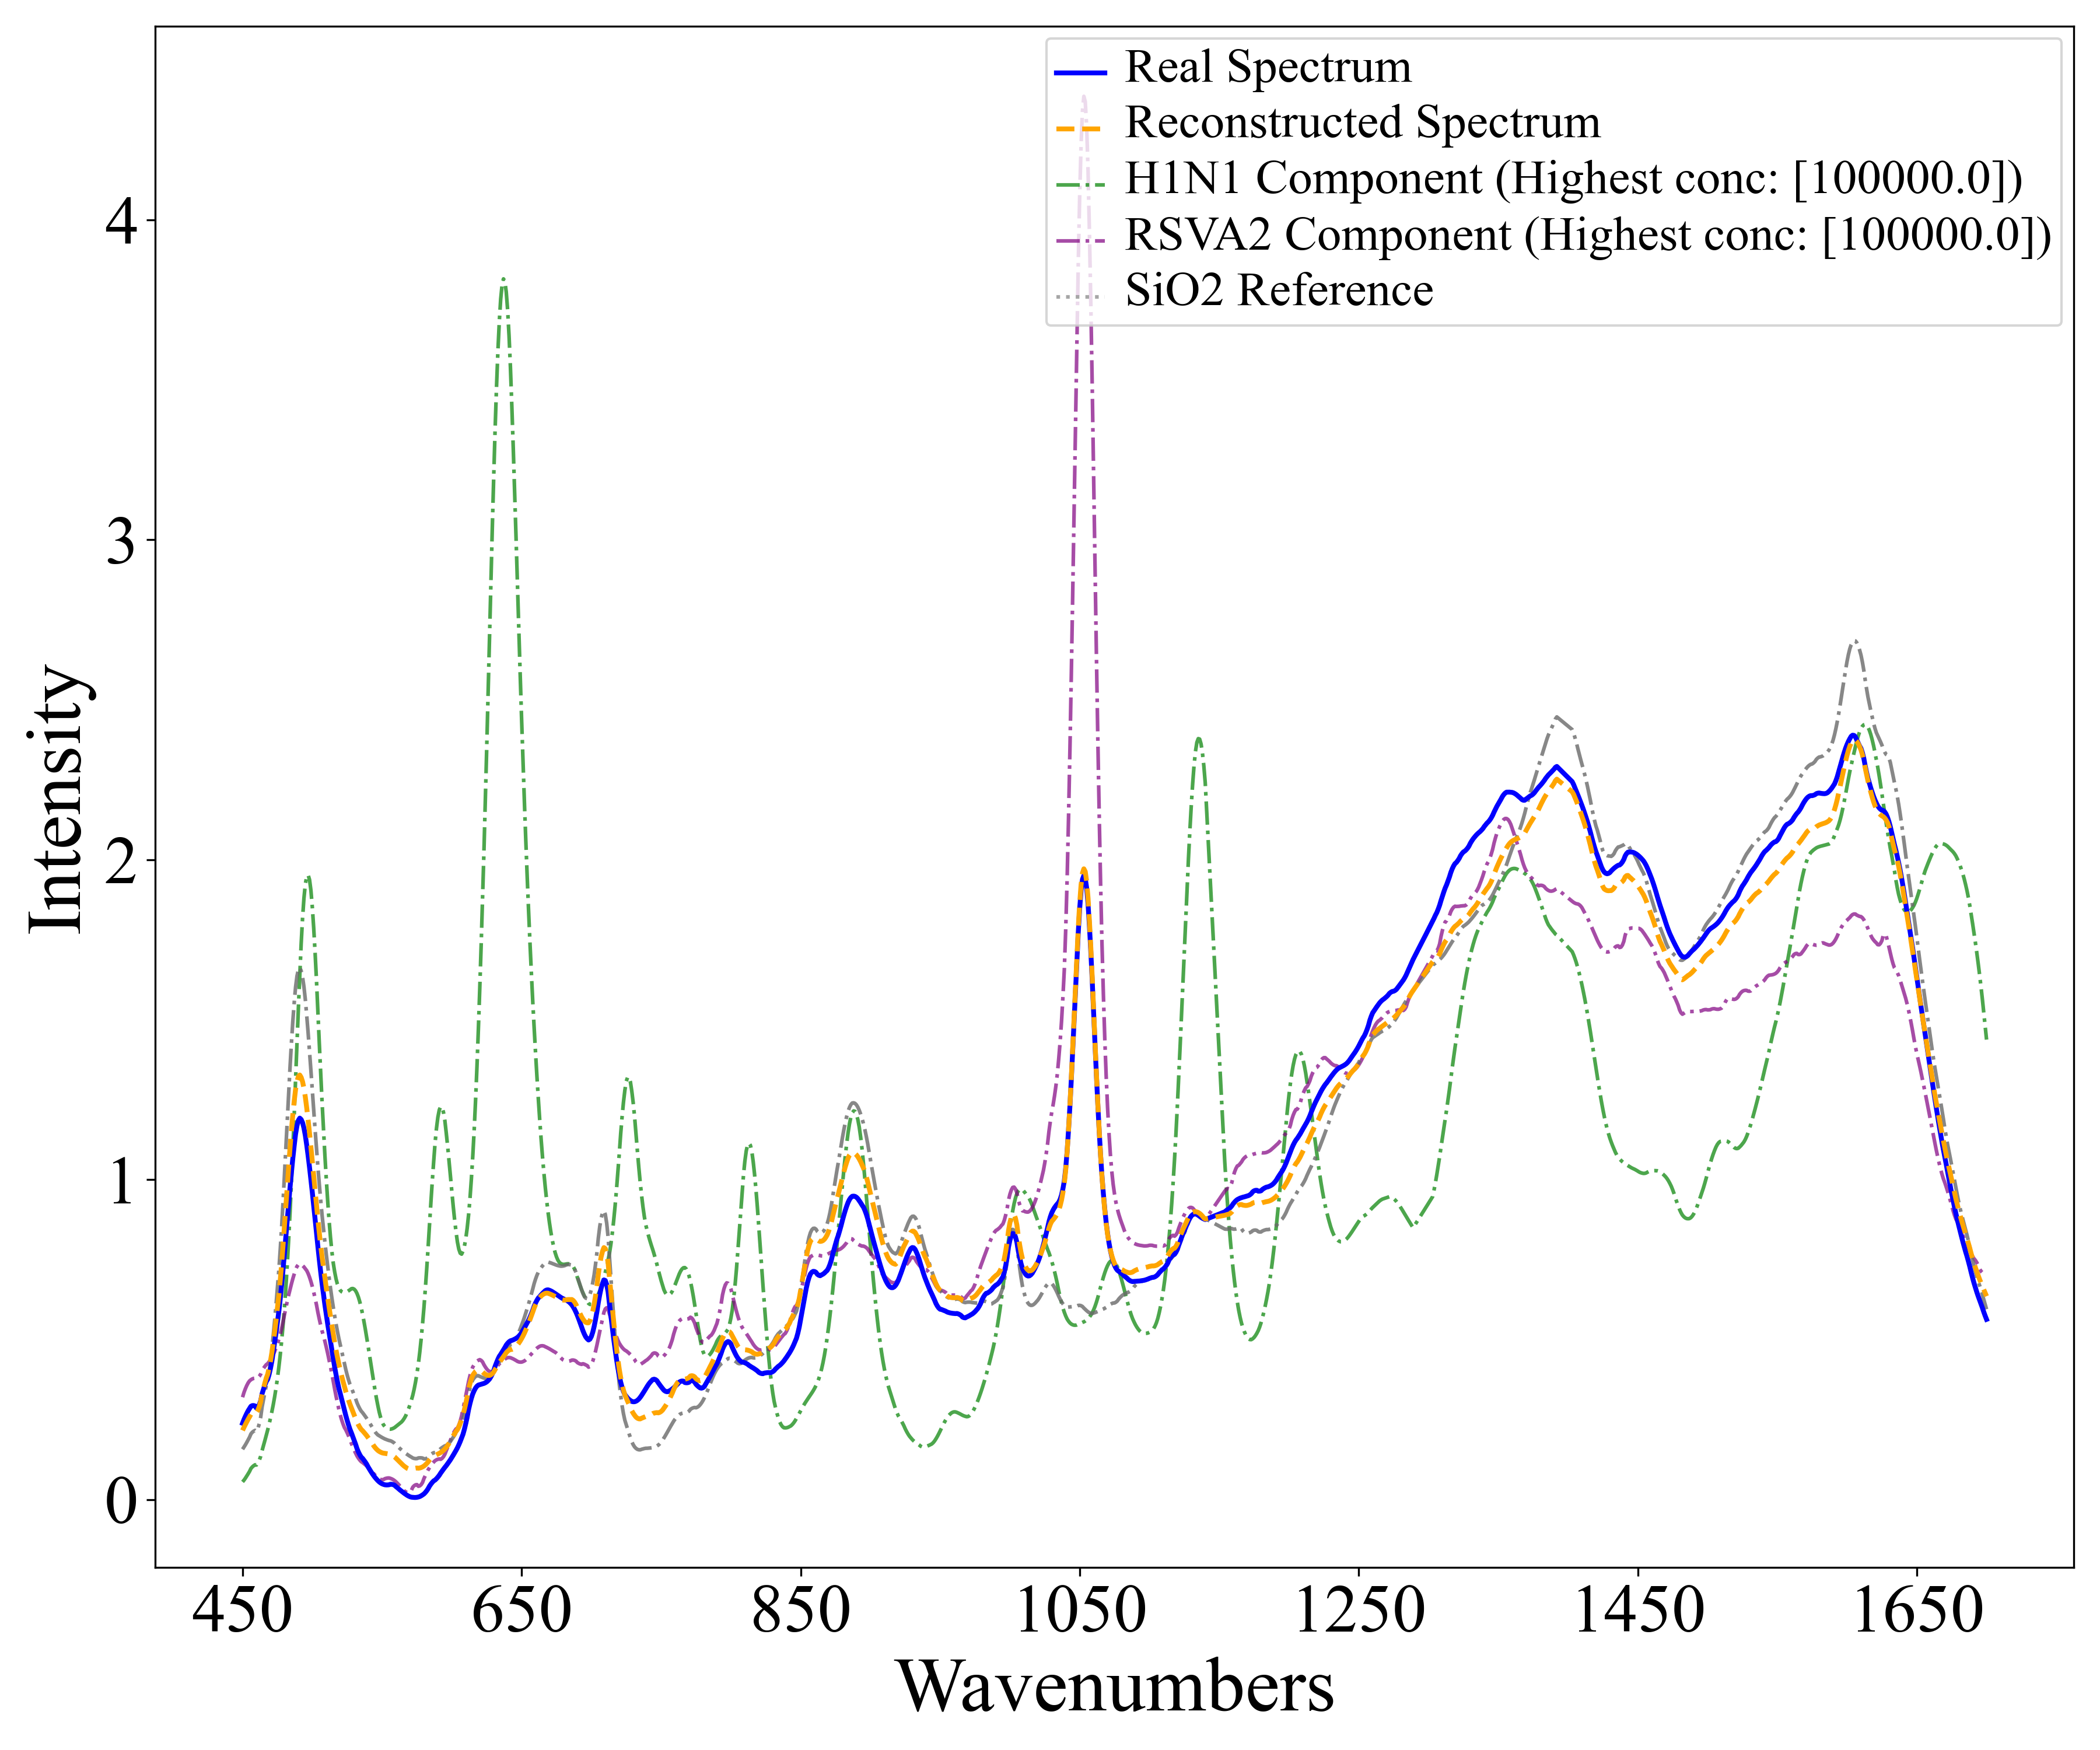 Real Spectrum
Reconstructed Spectrum
H1N1 Component (Highest conc: [100000.0])
RSVA2 Component (Highest conc: [100000.0])
SiO2 Reference
4
3
2
1
0
Intensity
450 650 850 1050 1250 1450 1650
Wavenumbers